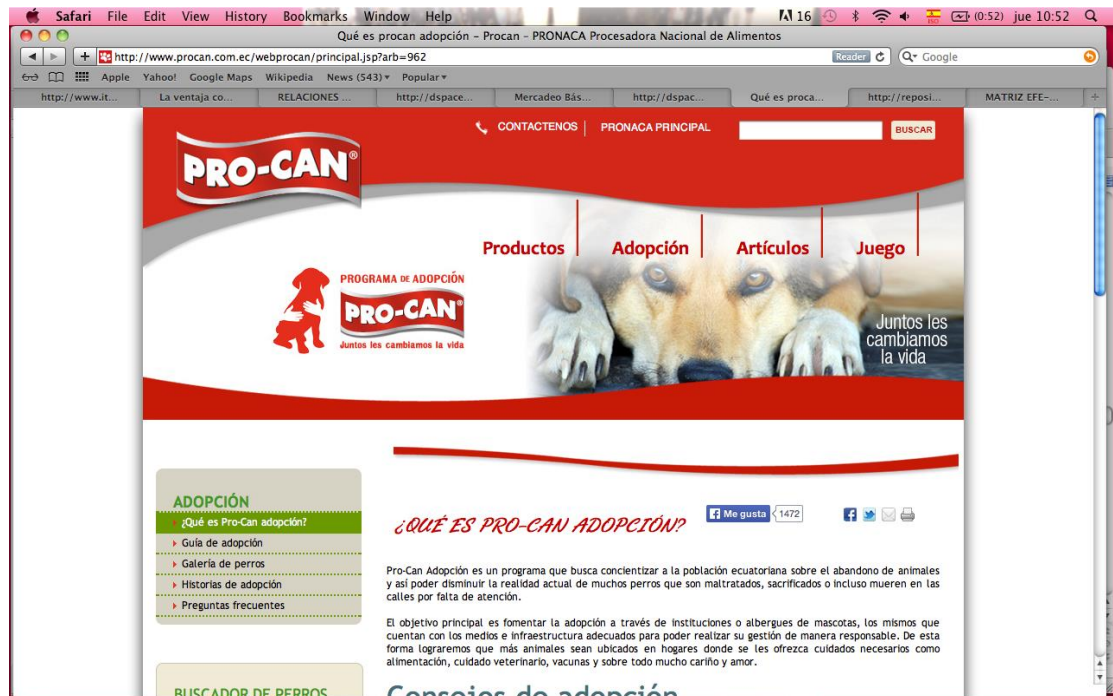 Safari File Edit View History Bookmarks Window Help
16 (0:52) jue 10:52
Qué es procan adopción – Procan – PRONACA Procesadora Nacional de Alimentos
http://www.procan.com.ec/webprocan/principal.jsp?arb=962 Reader Google
Apple Yahoo! Google Maps Wikipedia News (543) Popular
http://www.it... La ventaja co... RELACIONES ... http://dspace... Mercadeo Bás... http://dspac... Qué es proca... http://reposi... MATRIZ EFE-...
CONTACTENOS PRONACA PRINCIPAL BUSCAR
PRO-CAN®
Productos Adopción Artículos Juego
PROGRAMA DE ADOPCIÓN
PRO-CAN®
Juntos les cambiamos la vida
Juntos les
cambiamos
la vida
ADOPCIÓN
¿Qué es Pro-Can adopción?
Guía de adopción
Galería de perros
Historias de adopción
Preguntas frecuentes
BUSCADOR DE PERROS
¿QUÉ ES PRO-CAN ADOPCIÓN?
Me gusta 1472
Pro-Can Adopción es un programa que busca concientizar a la población ecuatoriana sobre el abandono de animales
y así poder disminuir la realidad actual de muchos perros que son maltratados, sacrificados o incluso mueren en las
calles por falta de atención.
El objetivo principal es fomentar la adopción a través de instituciones o albergues de mascotas, los mismos que
cuentan con los medios e infraestructura adecuados para poder realizar su gestión de manera responsable. De esta
forma lograremos que más animales sean ubicados en hogares donde se les ofrezca cuidados necesarios como
alimentación, cuidado veterinario, vacunas y sobre todo mucho cariño y amor.
Consejos de adopción